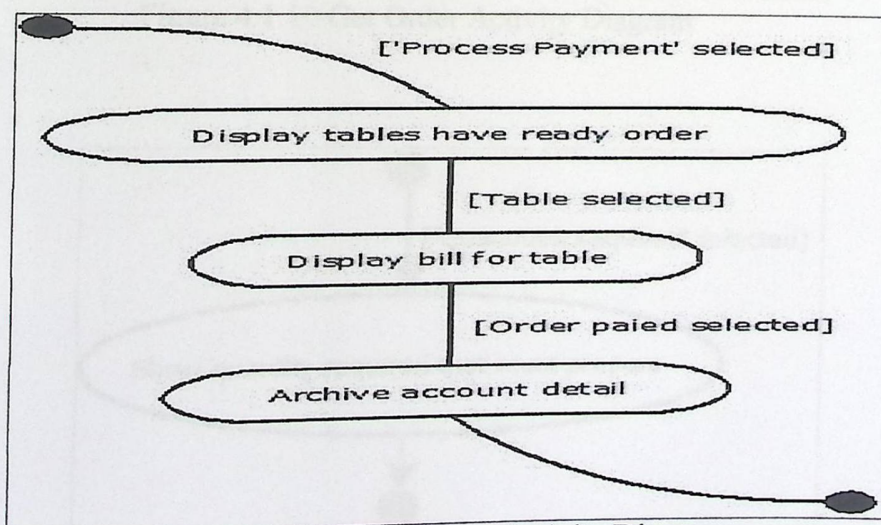 ['Process Payment' selected]
Display tables have ready order
[Table selected]
Display bill for table
[Order paied selected]
Archive account detail